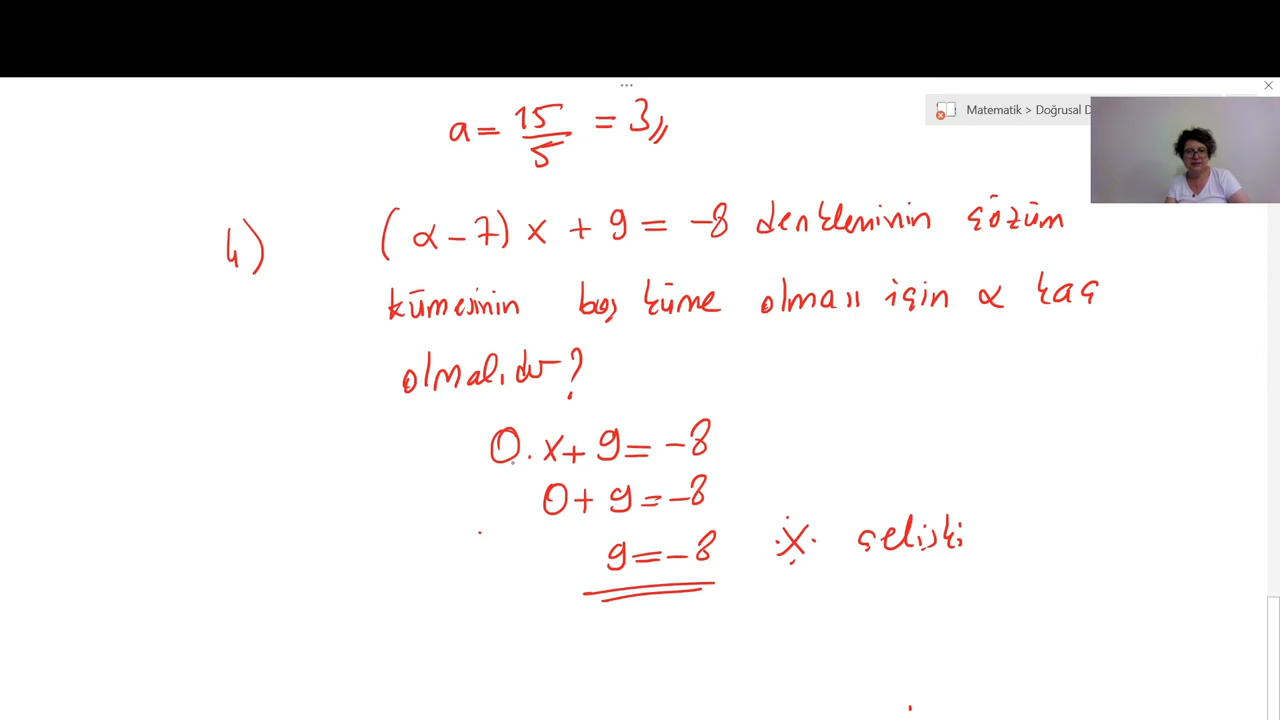 ...
Matematik > Doğrusal D
a = 15/5 = 3,,
4) (α - 7) x + 9 = -8 denkleminin çözüm
kümesinin boş küme olması için α kaç
olmalıdır?
0. x + 9 = -8
0 + 9 = -8
9 = -8 ※ çelişki